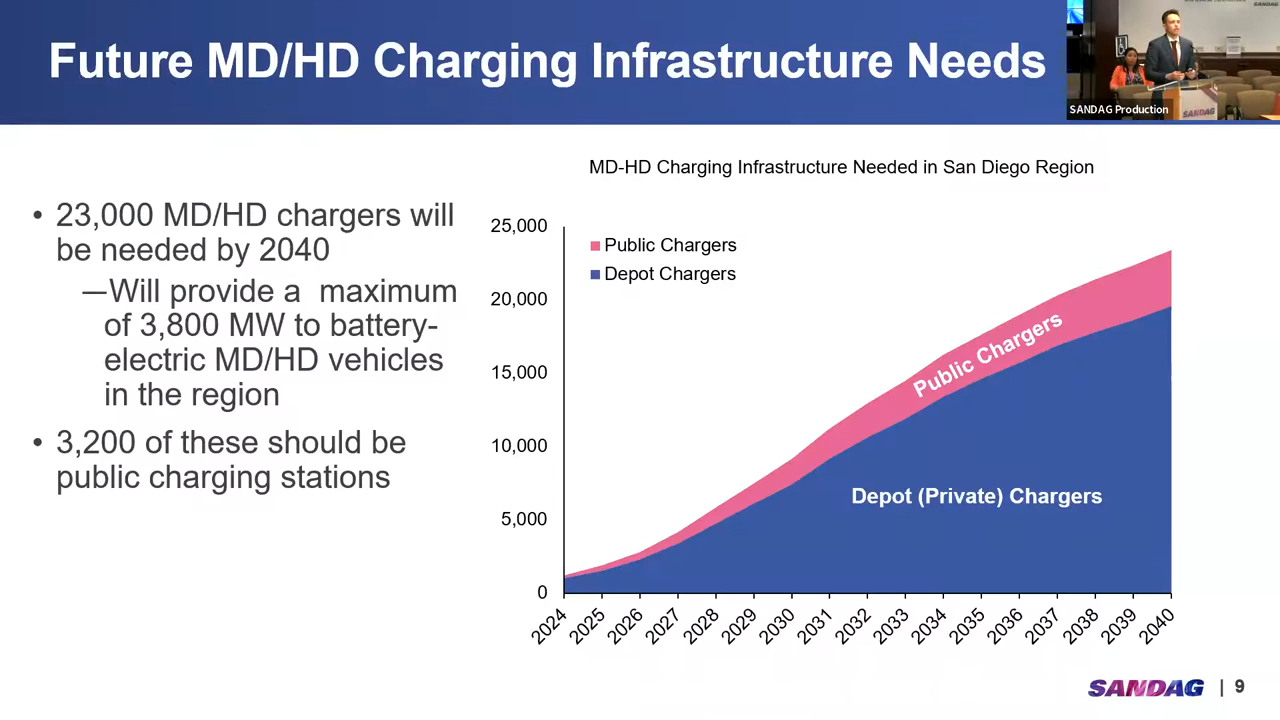 Future MD/HD Charging Infrastructure Needs
SANDAG Production
SANDAG
• 23,000 MD/HD chargers will
be needed by 2040
—Will provide a maximum
of 3,800 MW to battery-
electric MD/HD vehicles
in the region
• 3,200 of these should be
public charging stations
MD-HD Charging Infrastructure Needed in San Diego Region
25,000
20,000
15,000
10,000
5,000
0
Public Chargers
Depot Chargers
Public Chargers
Depot (Private) Chargers
2024
2025
2026
2027
2028
2029
2030
2031
2032
2033
2034
2035
2036
2037
2038
2039
2040
SANDAG | 9